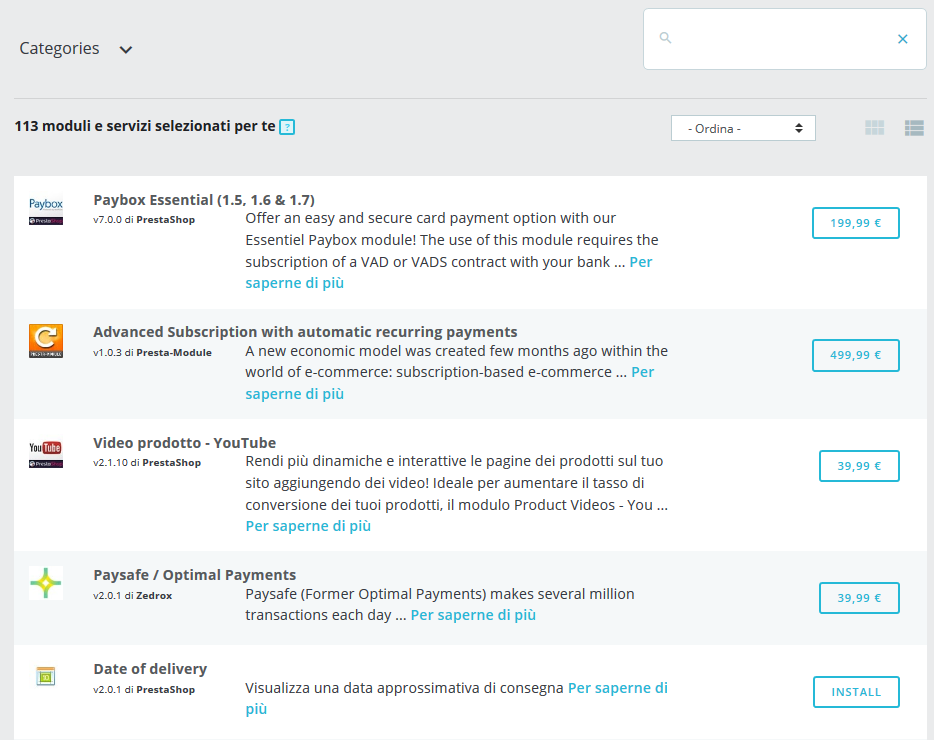 Categories
113 moduli e servizi selezionati per te ?
- Ordina -
Paybox
PrestaShop
Paybox Essential (1.5, 1.6 & 1.7)
v7.0.0 di PrestaShop
Offer an easy and secure card payment option with our
Essentiel Paybox module! The use of this module requires the
subscription of a VAD or VADS contract with your bank ... Per
saperne di più
199,99 €
PRESTA-MODULE
Advanced Subscription with automatic recurring payments
v1.0.3 di Presta-Module
A new economic model was created few months ago within the
world of e-commerce: subscription-based e-commerce ... Per
saperne di più
499,99 €
YouTube
PrestaShop
Video prodotto - YouTube
v2.1.10 di PrestaShop
Rendi più dinamiche e interattive le pagine dei prodotti sul tuo
sito aggiungendo dei video! Ideale per aumentare il tasso di
conversione dei tuoi prodotti, il modulo Product Videos - You ...
Per saperne di più
39,99 €
Paysafe / Optimal Payments
v2.0.1 di Zedrox
Paysafe (Former Optimal Payments) makes several million
transactions each day ... Per saperne di più
39,99 €
Date of delivery
v2.0.1 di PrestaShop
Visualizza una data approssimativa di consegna Per saperne di
più
INSTALL